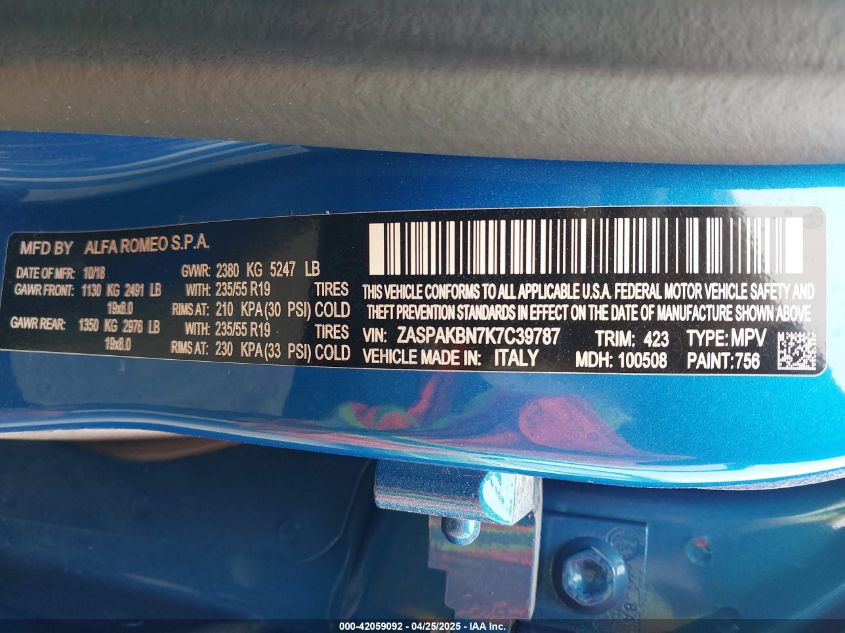 MFD BY ALFA ROMEO S.P.A.
DATE OF MFR: 10/18 GVWR: 2380 KG 5247 LB
GAWR FRONT: 1130 KG 2491 LB WITH: 235/55 R19 TIRES
19x8.0 RIMS AT: 210 KPA (30 PSI) COLD
GAWR REAR: 1350 KG 2976 LB WITH: 235/55 R19 TIRES
19x8.0 RIMS AT: 230 KPA (33 PSI) COLD
THIS VEHICLE CONFORMS TO ALL APPLICABLE U.S.A. FEDERAL MOTOR VEHICLE SAFETY AND
THEFT PREVENTION STANDARDS IN EFFECT ON THE DATE OF MANUFACTURE SHOWN ABOVE
VIN: ZASPAKBN7K7C39787 TRIM: 423 TYPE: MPV
VEHICLE MADE IN: ITALY MDH: 100508 PAINT: 756
000-42059092 - 04/25/2025 - IAA Inc.